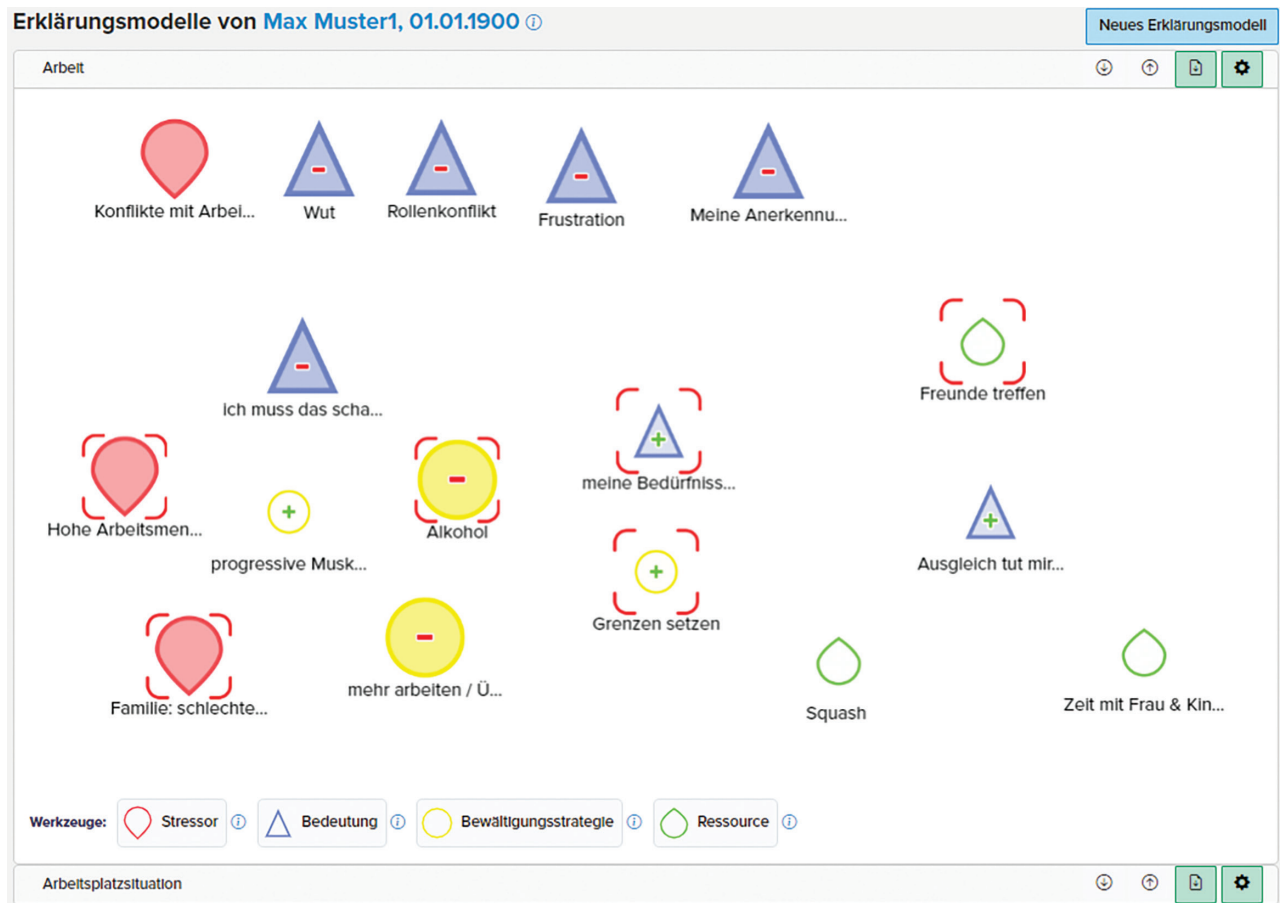 Erklärungsmodelle von Max Muster1, 01.01.1900
Neues Erklärungsmodell
Arbeit
Konflikte mit Arbei...
Wut
Rollenkonflikt
Frustration
Meine Anerkennu...
Freunde treffen
ich muss das scha...
meine Bedürfniss...
Hohe Arbeitsmen...
Alkohol
progressive Musk...
Ausgleich tut mir...
Grenzen setzen
mehr arbeiten / Ü...
Familie: schlechte...
Squash
Zeit mit Frau & Kin...
Werkzeuge: Stressor Bedeutung Bewältigungsstrategie Ressource
Arbeitsplatzsituation